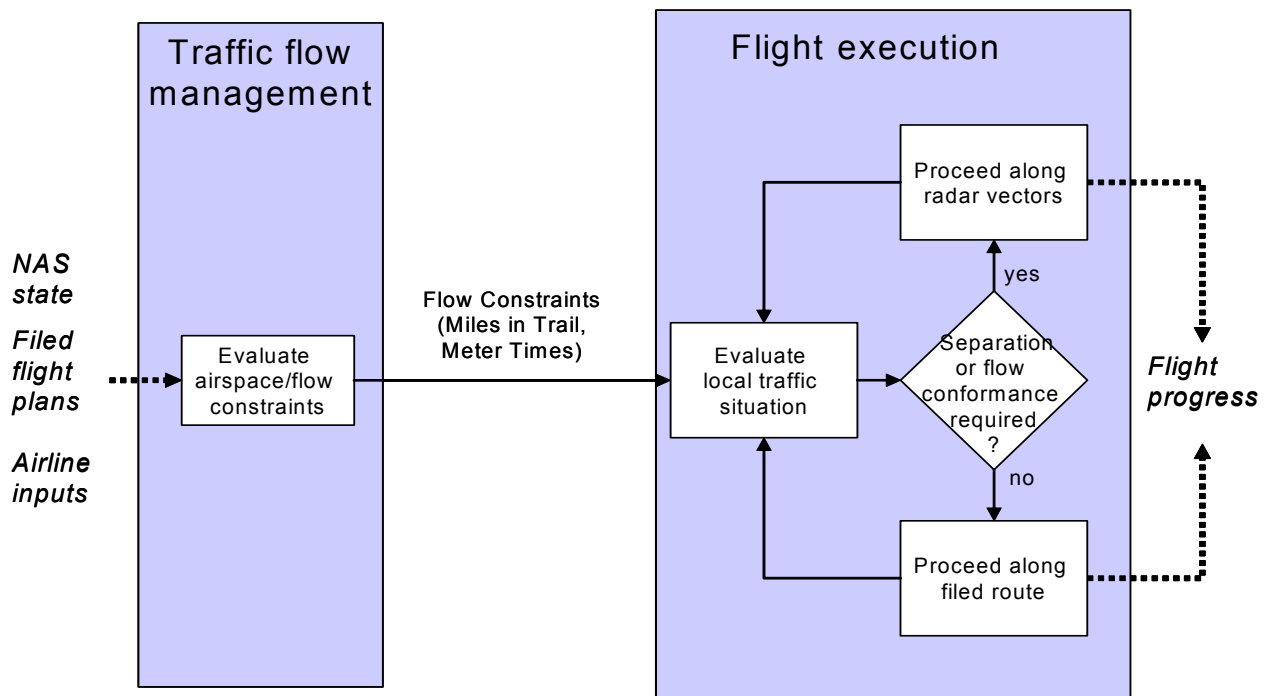 Traffic flow
management
Flight execution
NAS
state
Filed
flight
plans
Airline
inputs
Evaluate
airspace/flow
constraints
Flow Constraints
(Miles in Trail,
Meter Times)
Evaluate
local traffic
situation
Proceed along
radar vectors
yes
Separation
or flow
conformance
required
?
no
Proceed along
filed route
Flight
progress